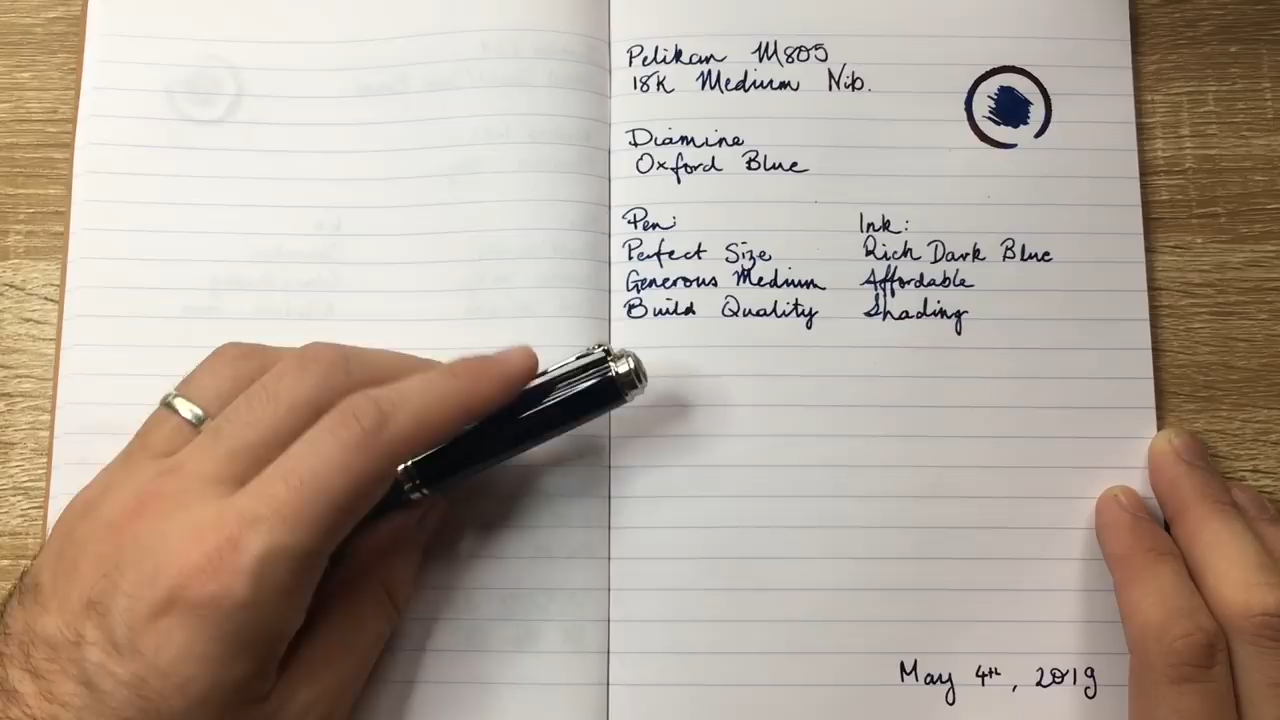 Pelikan M805
18K Medium Nib.
Diamine
Oxford Blue
Pen: Ink:
Perfect Size Rich Dark Blue
Generous Medium Affordable
Build Quality Shading
May 4th, 2019